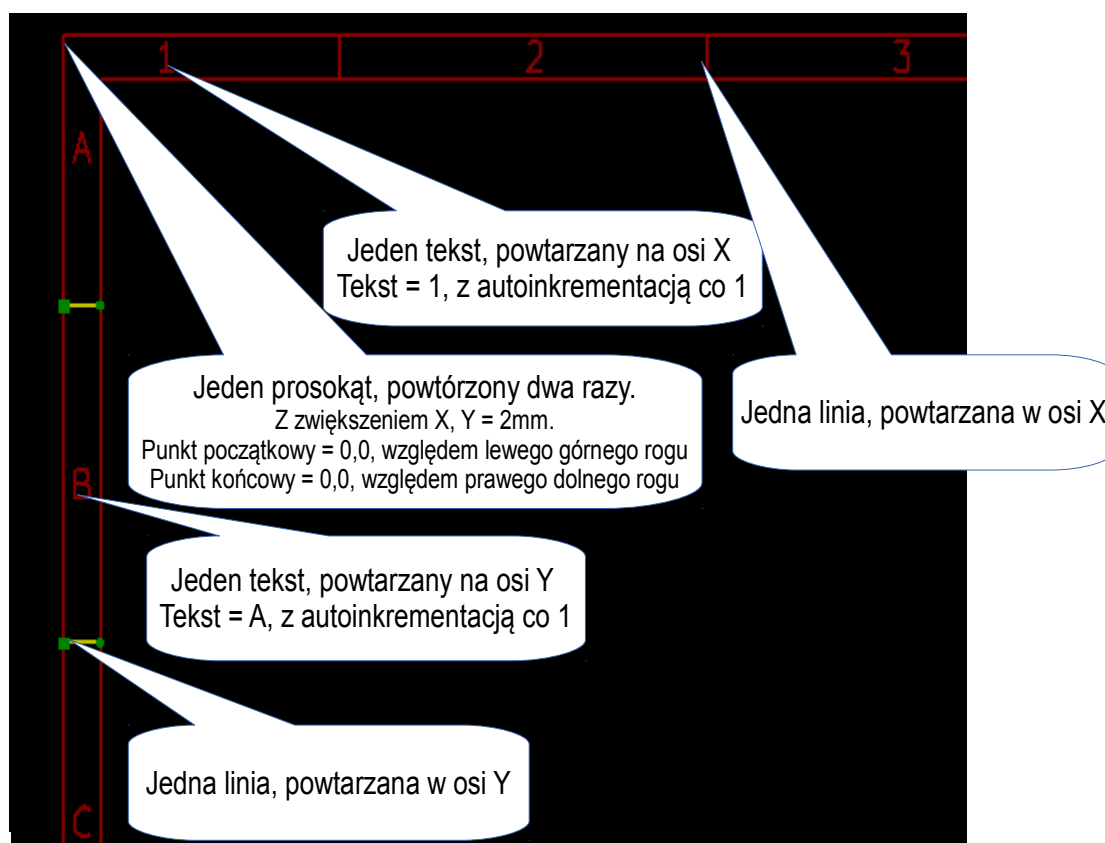 1 2 3
A
Jeden tekst, powtarzany na osi X
Tekst = 1, z autoinkrementacją co 1
Jeden prosokąt, powtórzony dwa razy.
Z zwiększeniem X, Y = 2mm.
Punkt początkowy = 0,0, względem lewego górnego rogu
Punkt końcowy = 0,0, względem prawego dolnego rogu
Jedna linia, powtarzana w osi X
B
Jeden tekst, powtarzany na osi Y
Tekst = A, z autoinkrementacją co 1
Jedna linia, powtarzana w osi Y
C